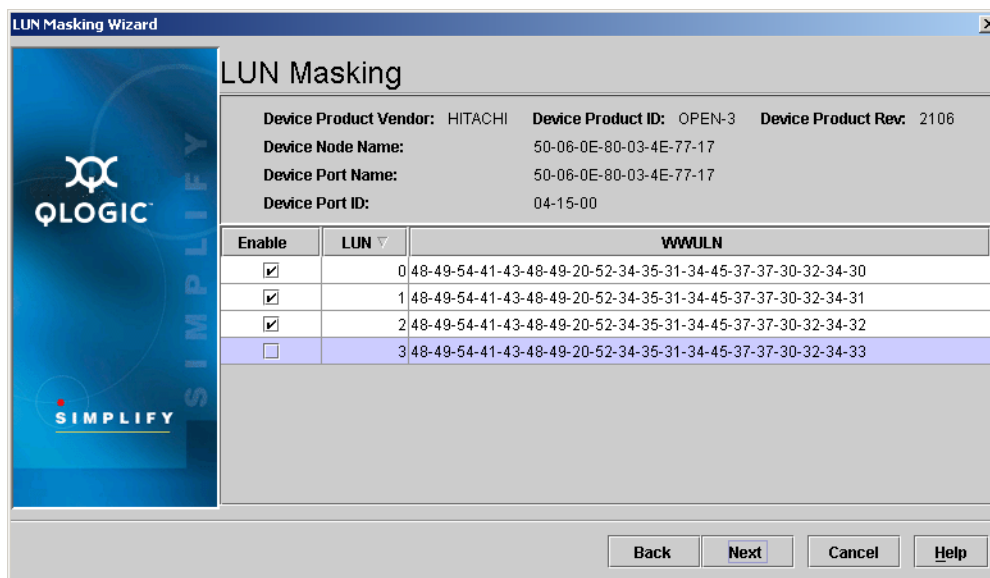 LUN Masking Wizard
LUN Masking
Device Product Vendor: HITACHI Device Product ID: OPEN-3 Device Product Rev: 2106
Device Node Name: 50-06-0E-80-03-4E-77-17
Device Port Name: 50-06-0E-80-03-4E-77-17
Device Port ID: 04-15-00
QLOGIC
SIMPLIFY
SIMPLIFY
Enable LUN WWULN
0 48-49-54-41-43-48-49-20-52-34-35-31-34-45-37-37-30-32-34-30
1 48-49-54-41-43-48-49-20-52-34-35-31-34-45-37-37-30-32-34-31
2 48-49-54-41-43-48-49-20-52-34-35-31-34-45-37-37-30-32-34-32
3 48-49-54-41-43-48-49-20-52-34-35-31-34-45-37-37-30-32-34-33
Back Next Cancel Help